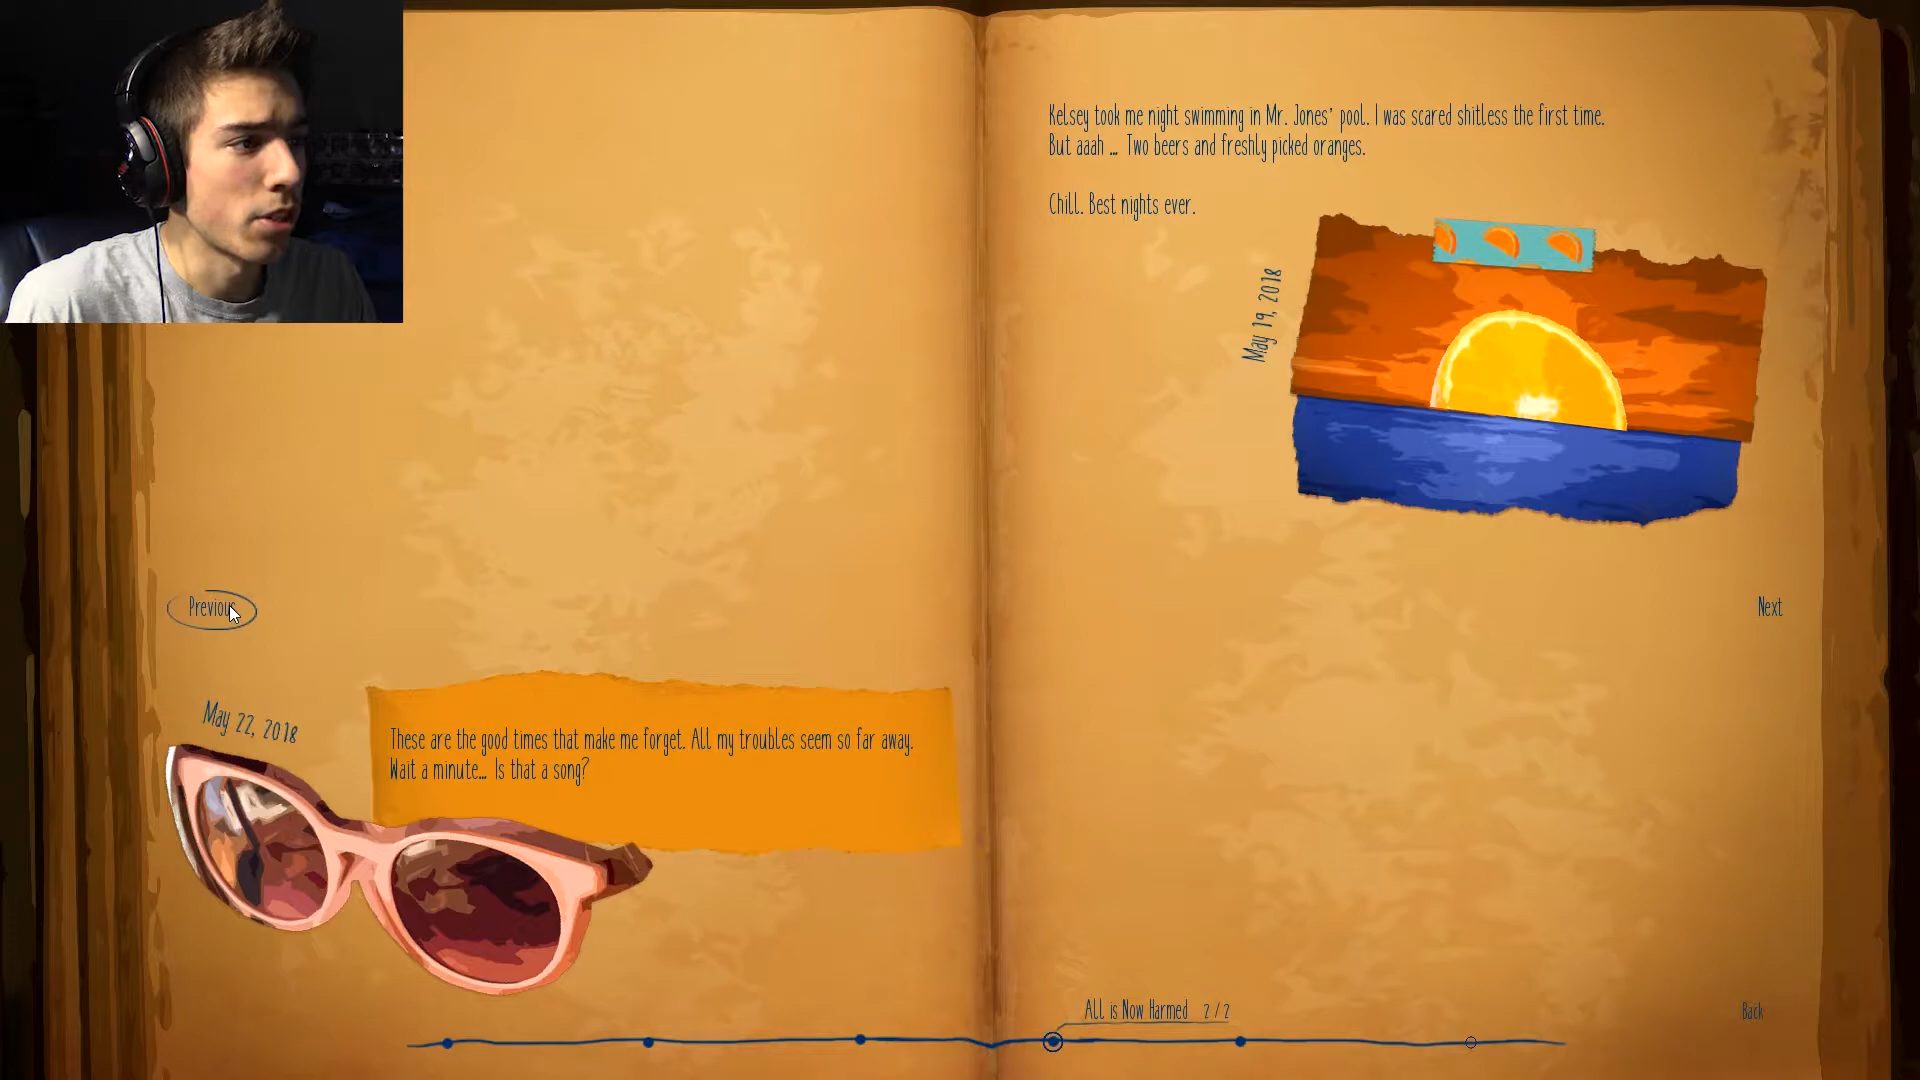 Previous
May 22, 2018
These are the good times that make me forget. All my troubles seem so far away.
Wait a minute... Is that a song?
Kelsey took me night swimming in Mr. Jones' pool. I was scared shitless the first time.
But aaah ... Two beers and freshly picked oranges.
Chill. Best nights ever.
May 19, 2018
Next
All is Now Harmed 2 / 2
Back